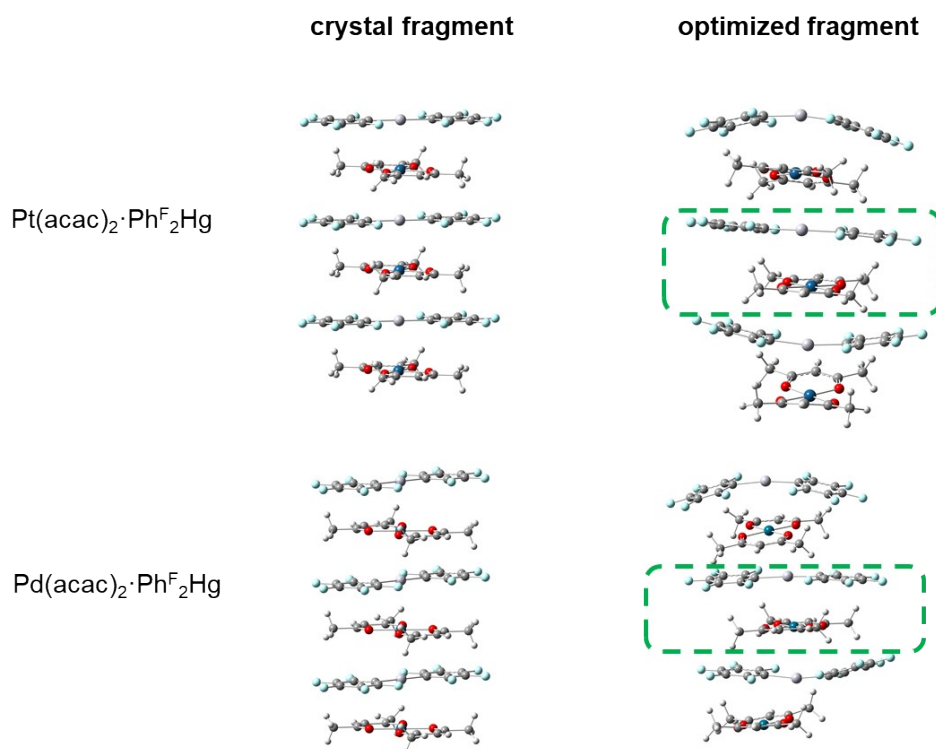 crystal fragment optimized fragment
Pt(acac)₂·Phᶠ₂Hg
Pd(acac)₂·Phᶠ₂Hg